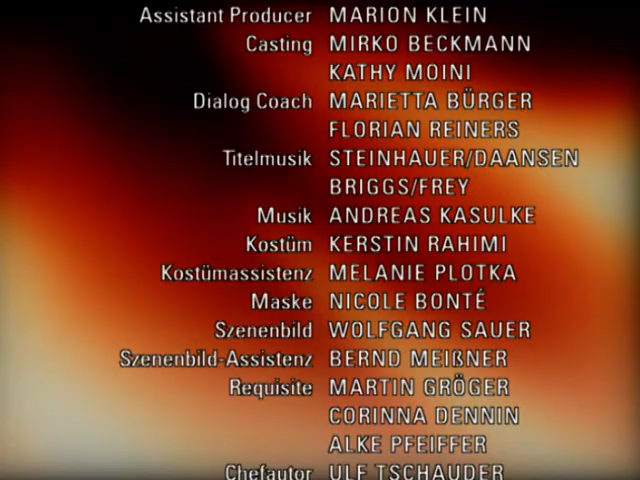 Assistant Producer MARION KLEIN
Casting MIRKO BECKMANN
KATHY MOINI
Dialog Coach MARIETTA BÜRGER
FLORIAN REINERS
Titelmusik STEINHAUER/DAANSEN
BRIGGS/FREY
Musik ANDREAS KASULKE
Kostüm KERSTIN RAHIMI
Kostümassistenz MELANIE PLOTKA
Maske NICOLE BONTÉ
Szenenbild WOLFGANG SAUER
Szenenbild-Assistenz BERND MEIßNER
Requisite MARTIN GRÖGER
CORINNA DENNIN
ALKE PFEIFFER
Chefautor ULF TSCHAUDER